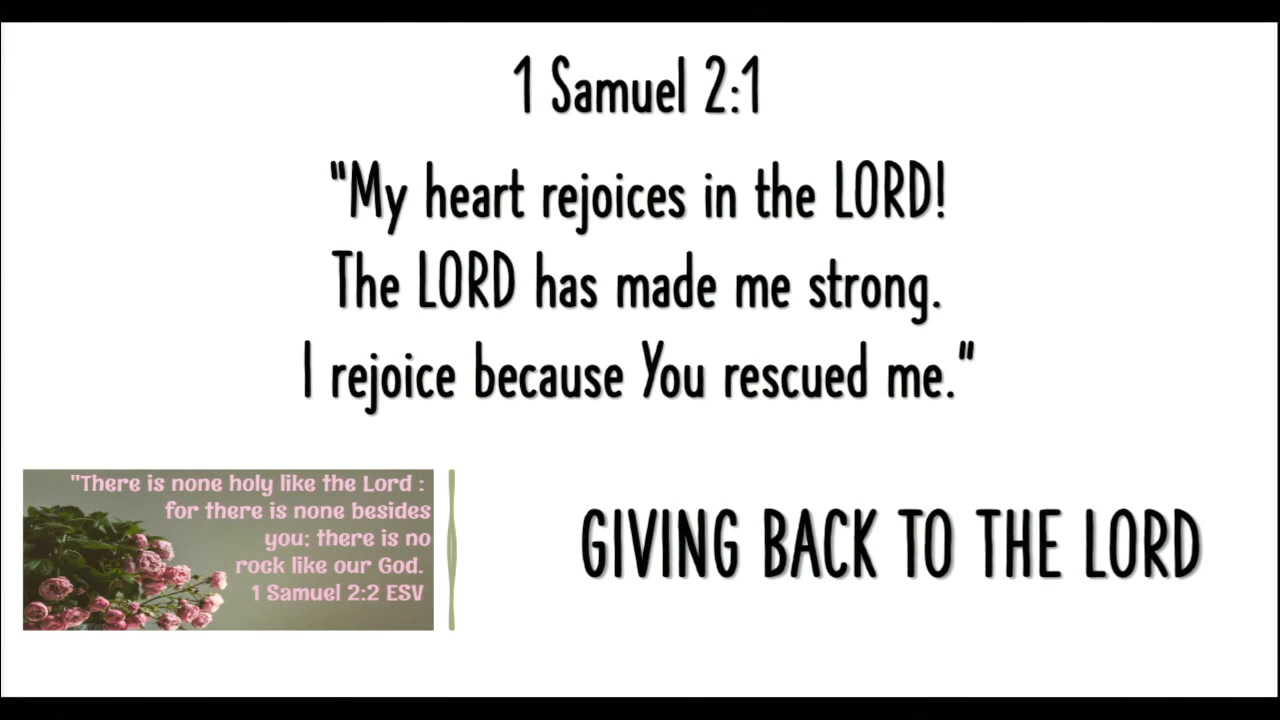 1 Samuel 2:1
"My heart rejoices in the LORD!
The LORD has made me strong.
I rejoice because You rescued me."
"There is none holy like the Lord :
for there is none besides
you; there is no
rock like our God.
1 Samuel 2:2 ESV
GIVING BACK TO THE LORD